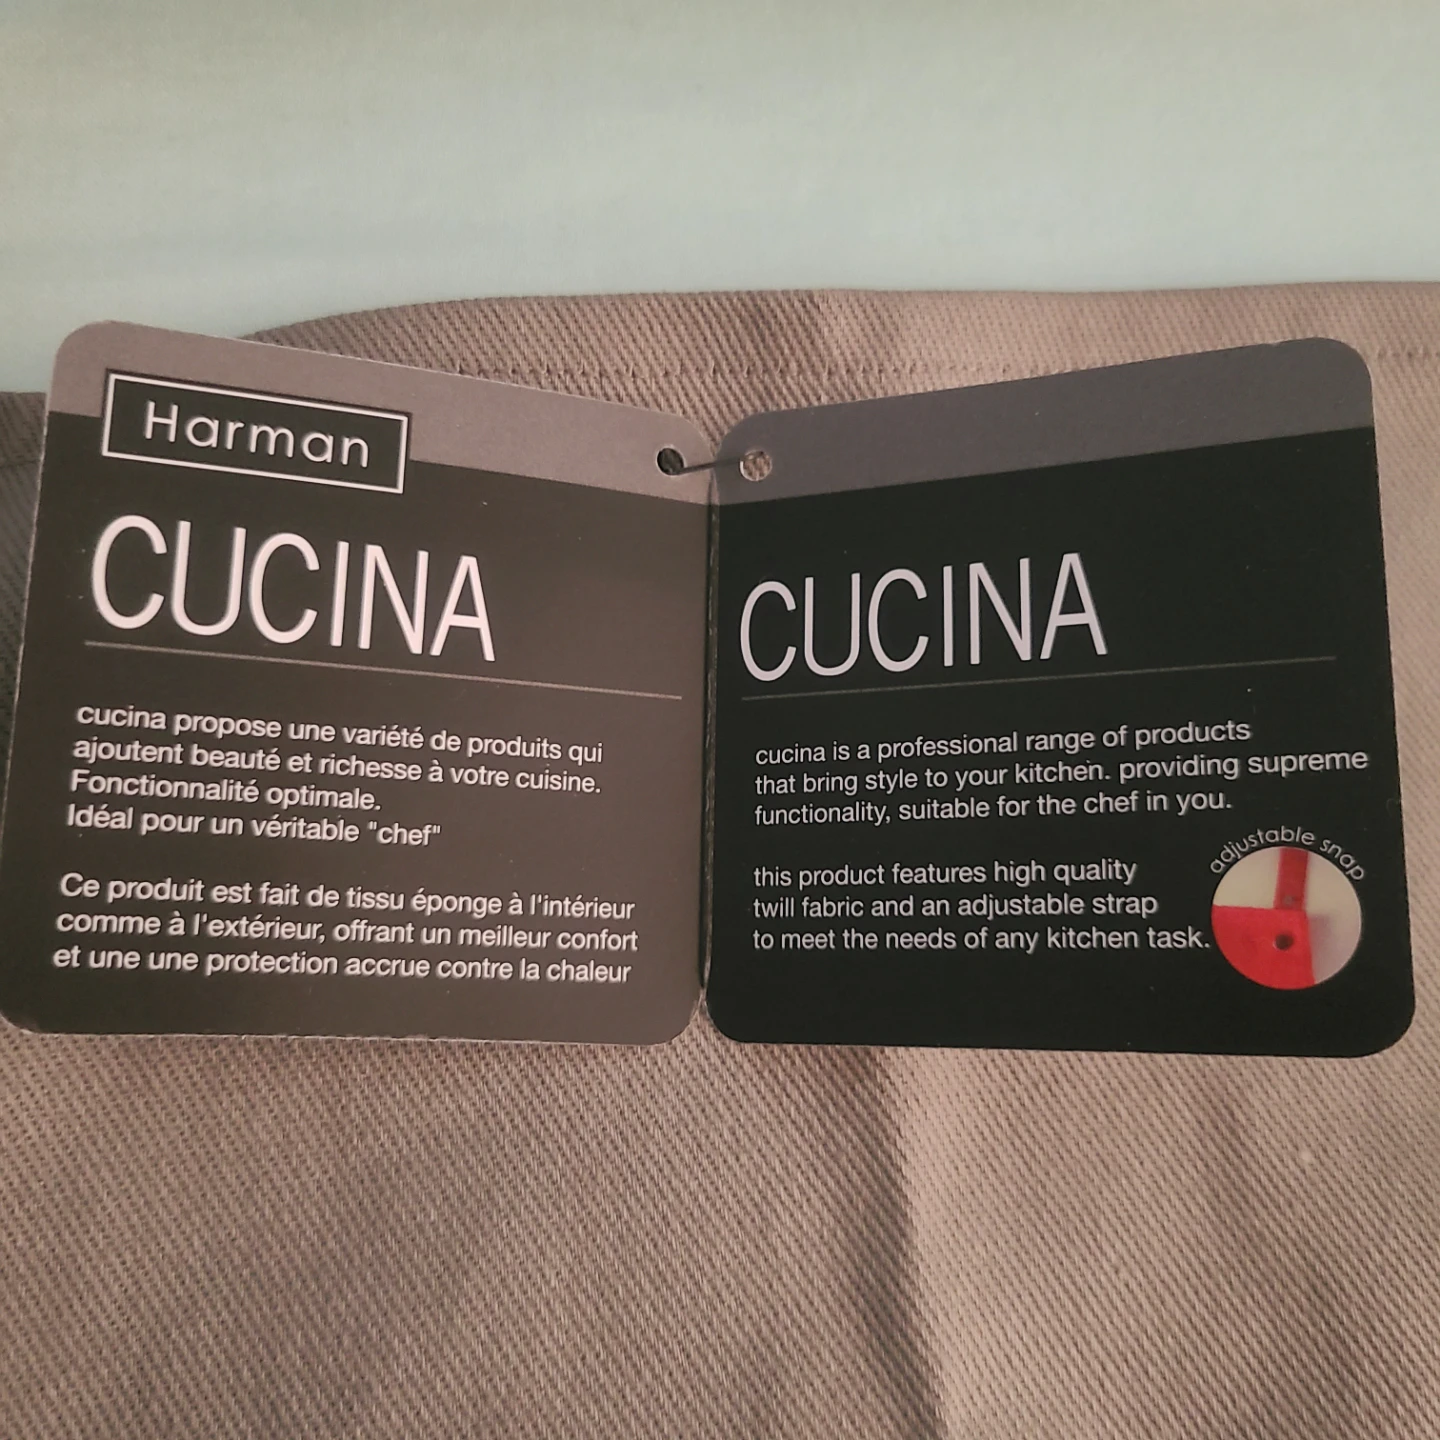 Harman
CUCINA
cucina propose une variété de produits qui
ajoutent beauté et richesse à votre cuisine.
Fonctionnalité optimale.
Idéal pour un véritable "chef"
Ce produit est fait de tissu éponge à l'intérieur
comme à l'extérieur, offrant un meilleur confort
et une une protection accrue contre la chaleur
CUCINA
cucina is a professional range of products
that bring style to your kitchen. providing supreme
functionality, suitable for the chef in you.
this product features high quality
twill fabric and an adjustable strap
to meet the needs of any kitchen task.
adjustable snap